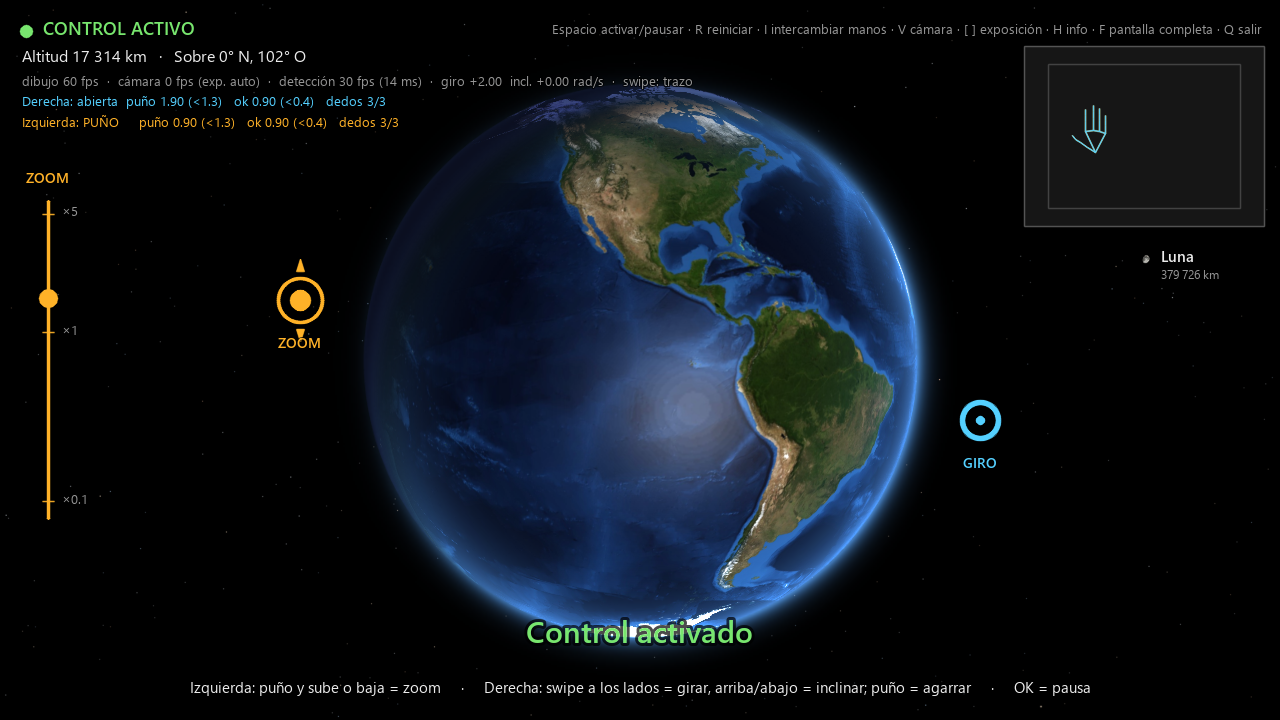 CONTROL ACTIVO
Espacio activar/pausar · R reiniciar · I intercambiar manos · V cámara · [ ] exposición · H info · F pantalla completa · Q salir
Altitud 17 314 km · Sobre 0° N, 102° O
dibujo 60 fps · cámara 0 fps (exp. auto) · detección 30 fps (14 ms) · giro +2.00 incl. +0.00 rad/s · swipe: trazo
Derecha: abierta puño 1.90 (<1.3) ok 0.90 (<0.4) dedos 3/3
Izquierda: PUÑO puño 0.90 (<1.3) ok 0.90 (<0.4) dedos 3/3
ZOOM
×5
×1
×0.1
ZOOM
Luna
379 726 km
GIRO
Control activado
Izquierda: puño y sube o baja = zoom · Derecha: swipe a los lados = girar, arriba/abajo = inclinar; puño = agarrar · OK = pausa